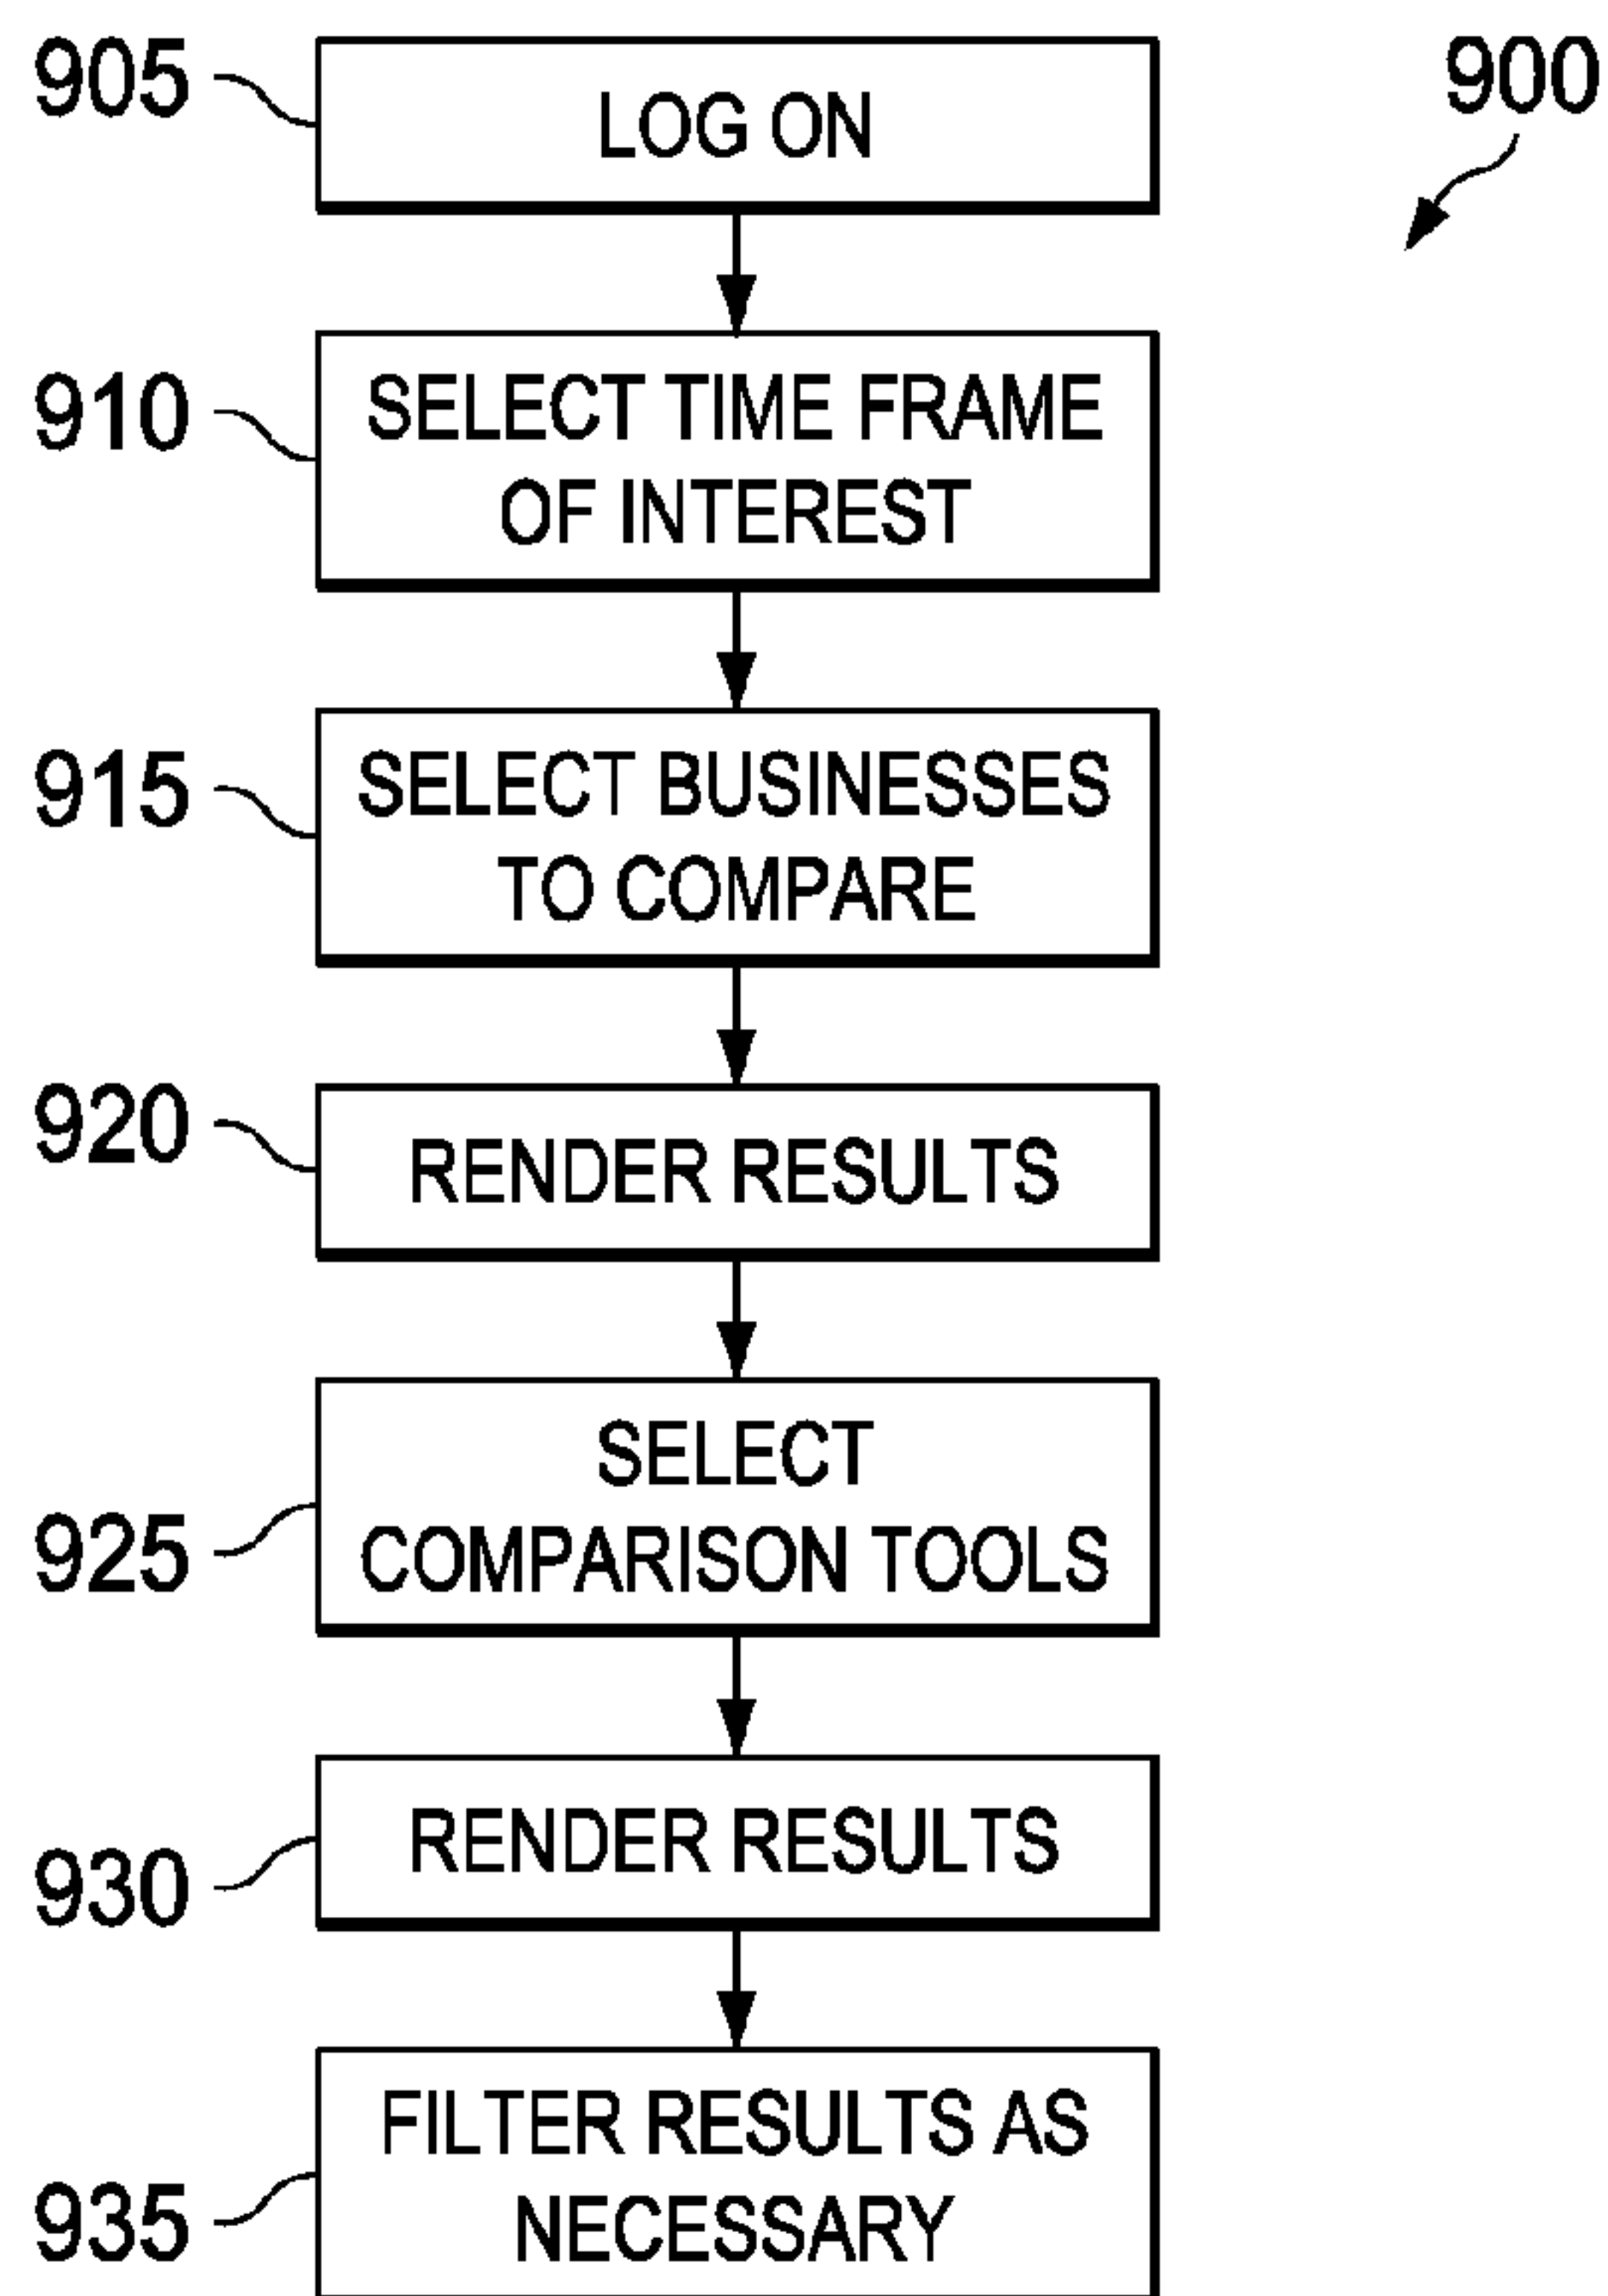 905
LOG ON
900
910
SELECT TIME FRAME
OF INTEREST
915
SELECT BUSINESSES
TO COMPARE
920
RENDER RESULTS
925
SELECT
COMPARISON TOOLS
930
RENDER RESULTS
935
FILTER RESULTS AS
NECESSARY